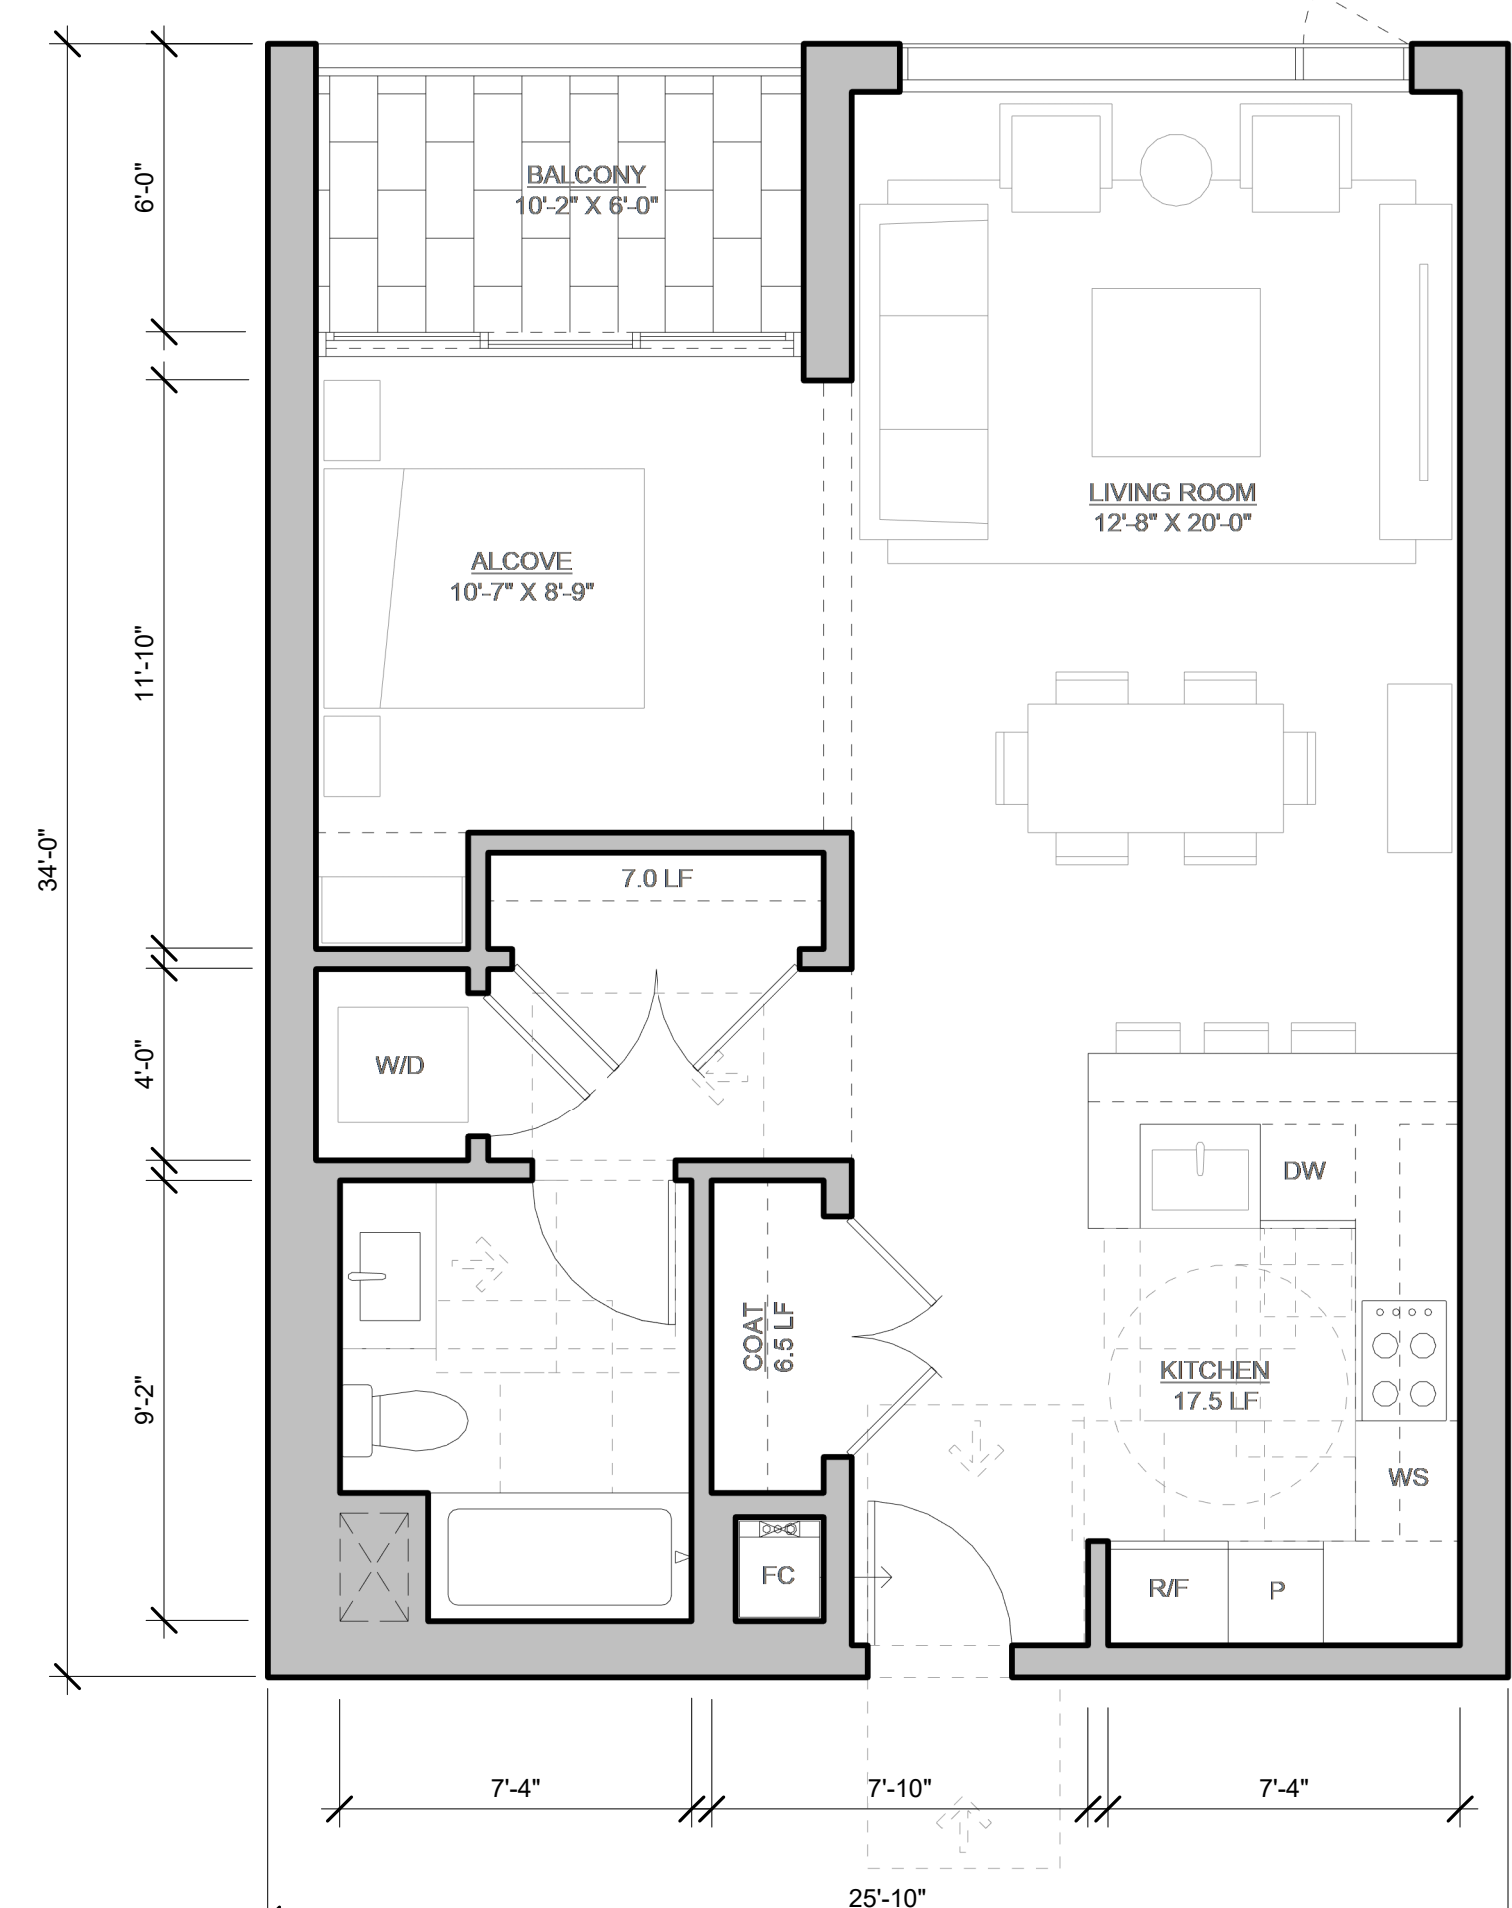 BALCONY
10'-2" X 6'-0"
6'-0"
LIVING ROOM
12'-8" X 20'-0"
ALCOVE
10'-7" X 8'-9"
11'-10"
34'-0"
7.0 LF
W/D
4'-0"
DW
COAT
6.5 LF
KITCHEN
17.5 LF
9'-2"
WS
FC
R/F
P
7'-4"
7'-10"
7'-4"
25'-10"